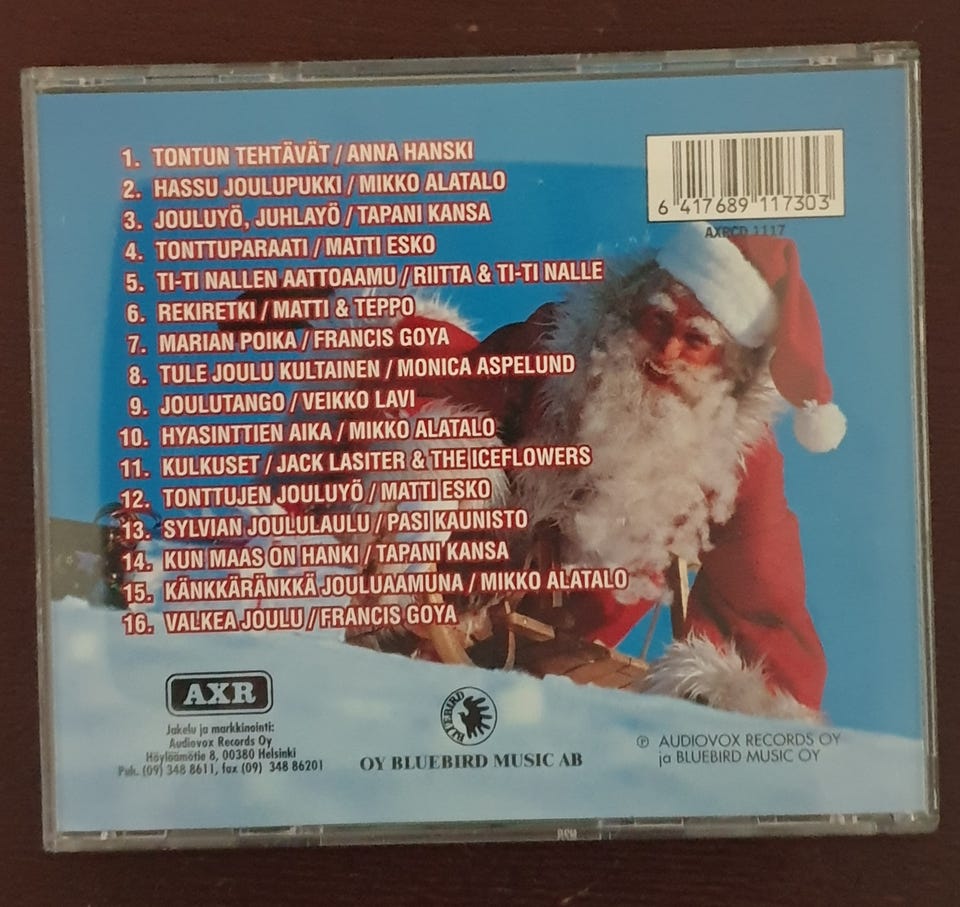 1. TONTUN TEHTÄVÄT / ANNA HANSKI
2. HASSU JOULUPUKKI / MIKKO ALATALO
3. JOULUYÖ, JUHLAYÖ / TAPANI KANSA
4. TONTTUPARAATI / MATTI ESKO
5. TI-TI NALLEN AATTOAAMU / RIITTA & TI-TI NALLE
6. REKIRETKI / MATTI & TEPPO
7. MARIAN POIKA / FRANCIS GOYA
8. TULE JOULU KULTAINEN / MONICA ASPELUND
9. JOULUTANGO / VEIKKO LAVI
10. HYASINTTIEN AIKA / MIKKO ALATALO
11. KULKUSET / JACK LASITER & THE ICEFLOWERS
12. TONTTUJEN JOULUYÖ / MATTI ESKO
13. SYLVIAN JOULULAULU / PASI KAUNISTO
14. KUN MAAS ON HANKI / TAPANI KANSA
15. KÄNKKÄRÄNKKÄ JOULUAAMUNA / MIKKO ALATALO
16. VALKEA JOULU / FRANCIS GOYA
6 417689 117303
AXRCD 1117
AXR
Jakelu ja markkinointi:
Audiovox Records Oy
Höyläämötie 8, 00380 Helsinki
Puh. (09) 348 8611, fax (09) 348 86201
BLUEBIRD
OY BLUEBIRD MUSIC AB
℗ AUDIOVOX RECORDS OY
ja BLUEBIRD MUSIC OY